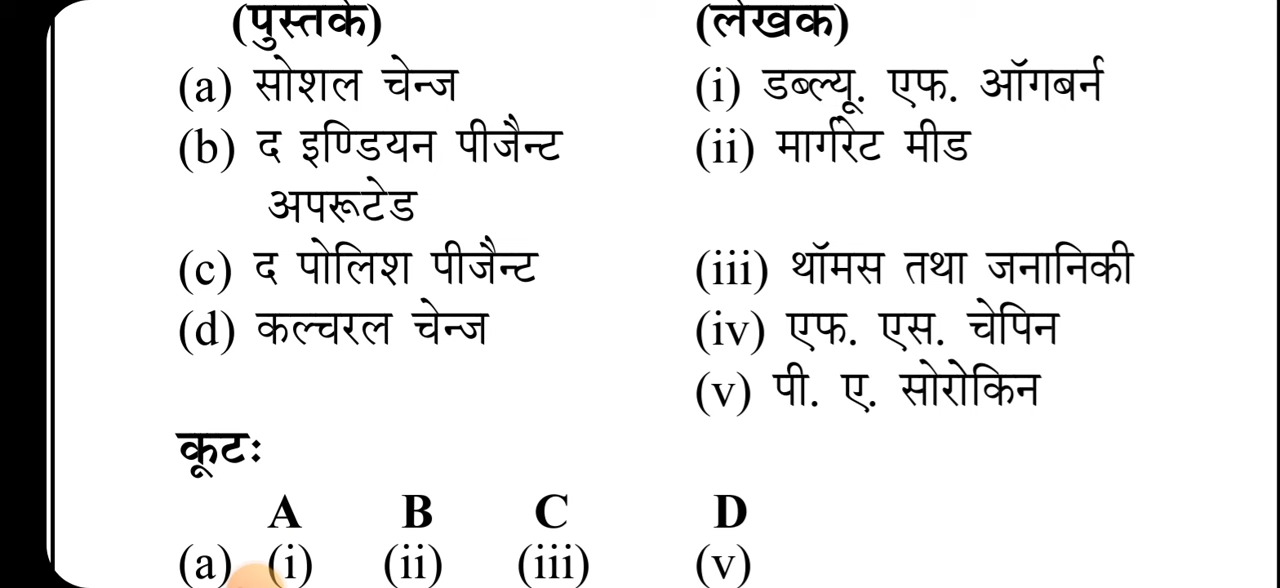 (पुस्तकें) (लेखक)
(a) सोशल चेन्ज (i) डब्ल्यू. एफ. ऑगबर्न
(b) द इण्डियन पीजैन्ट (ii) मार्गरेट मीड
अपरूटेड
(c) द पोलिश पीजैन्ट (iii) थॉमस तथा जनानिकी
(d) कल्चरल चेन्ज (iv) एफ. एस. चेपिन
(v) पी. ए. सोरोकिन
कूटः
A B C D
(a) (i) (ii) (iii) (v)